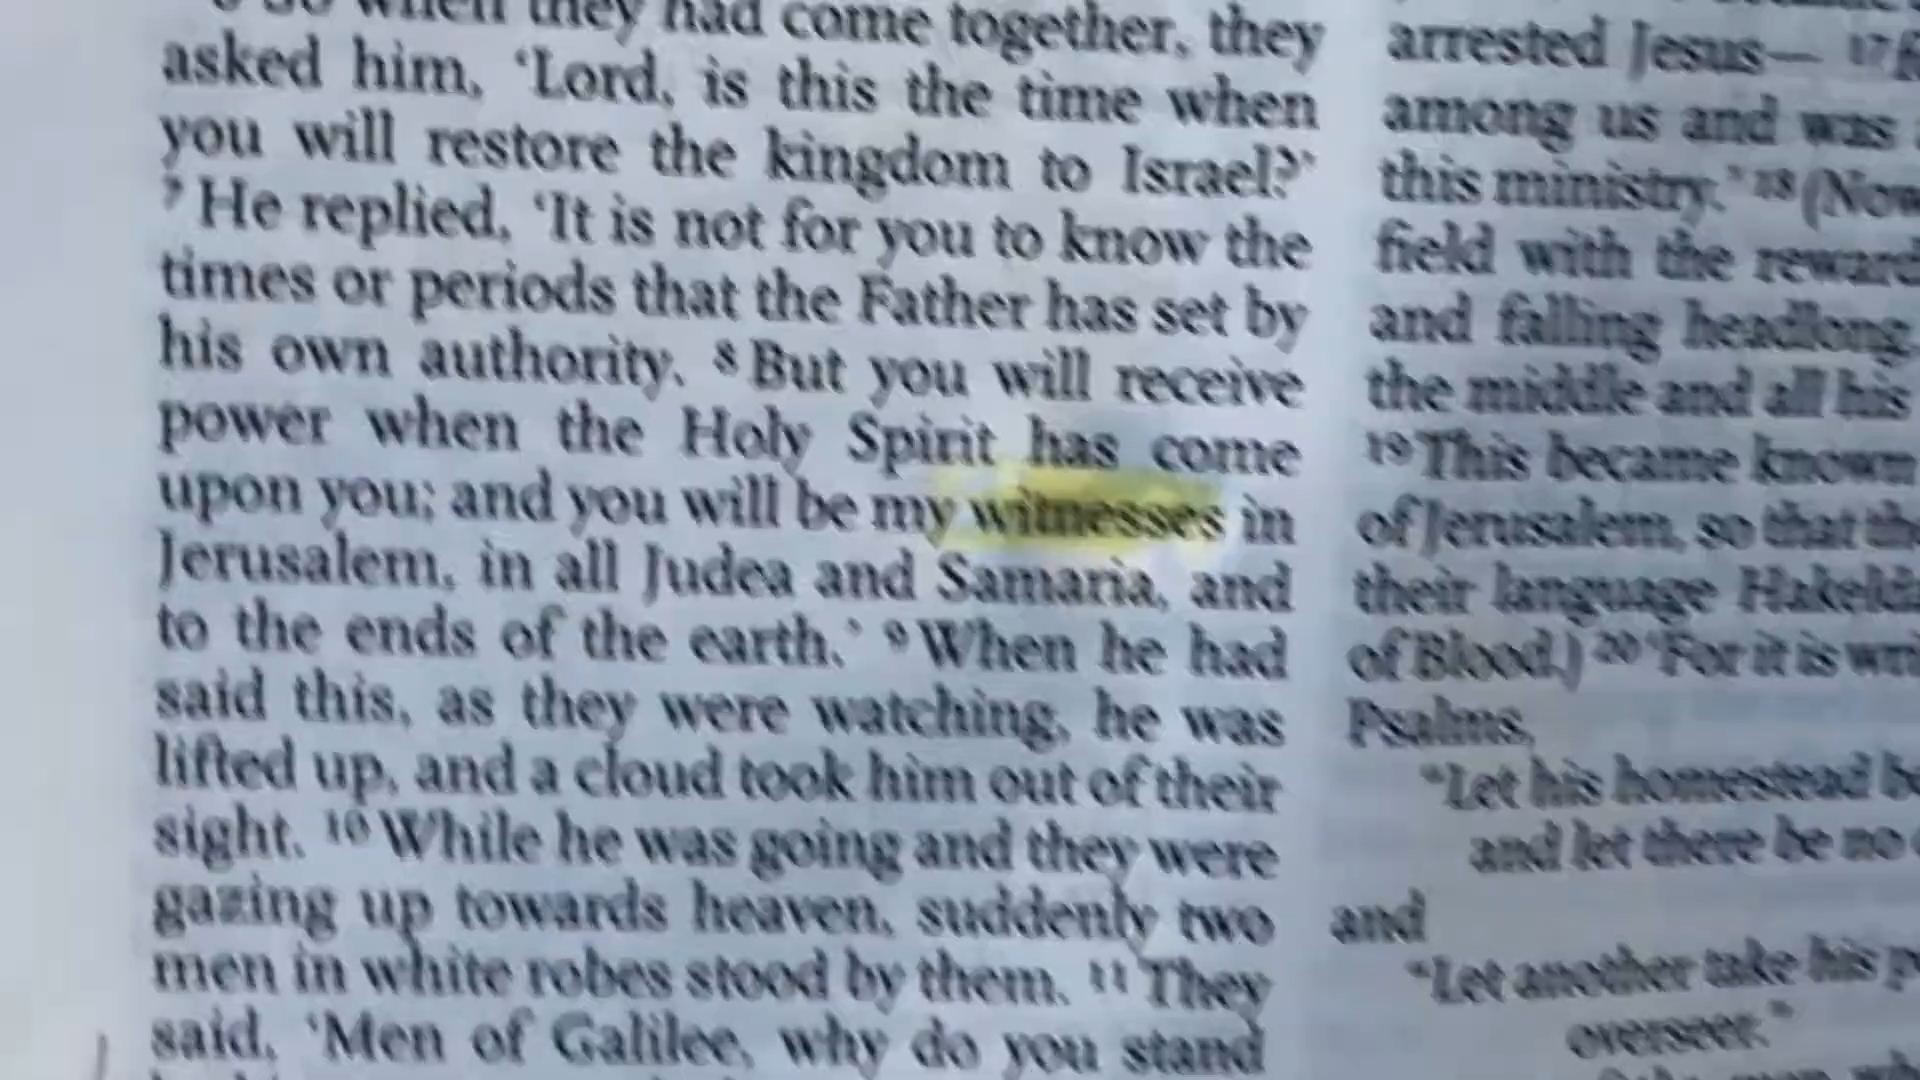 6 So when they had come together, they
asked him, ‘Lord, is this the time when
you will restore the kingdom to Israel?’
7 He replied, ‘It is not for you to know the
times or periods that the Father has set by
his own authority. 8 But you will receive
power when the Holy Spirit has come
upon you; and you will be my witnesses in
Jerusalem, in all Judea and Samaria, and
to the ends of the earth.’ 9 When he had
said this, as they were watching, he was
lifted up, and a cloud took him out of their
sight. 10 While he was going and they were
gazing up towards heaven, suddenly two
men in white robes stood by them. 11 They
said, ‘Men of Galilee, why do you stand
arrested Jesus— 17
among us and was
this ministry.’ 18 (Now
field with the reward
and falling headlong,
the middle and all his
19 This became known
of Jerusalem, so that
their language
of Blood.) 20 ‘For it is
Psalms,
“Let his homestead
and let there be no
and
“Let another take his
overseer.”